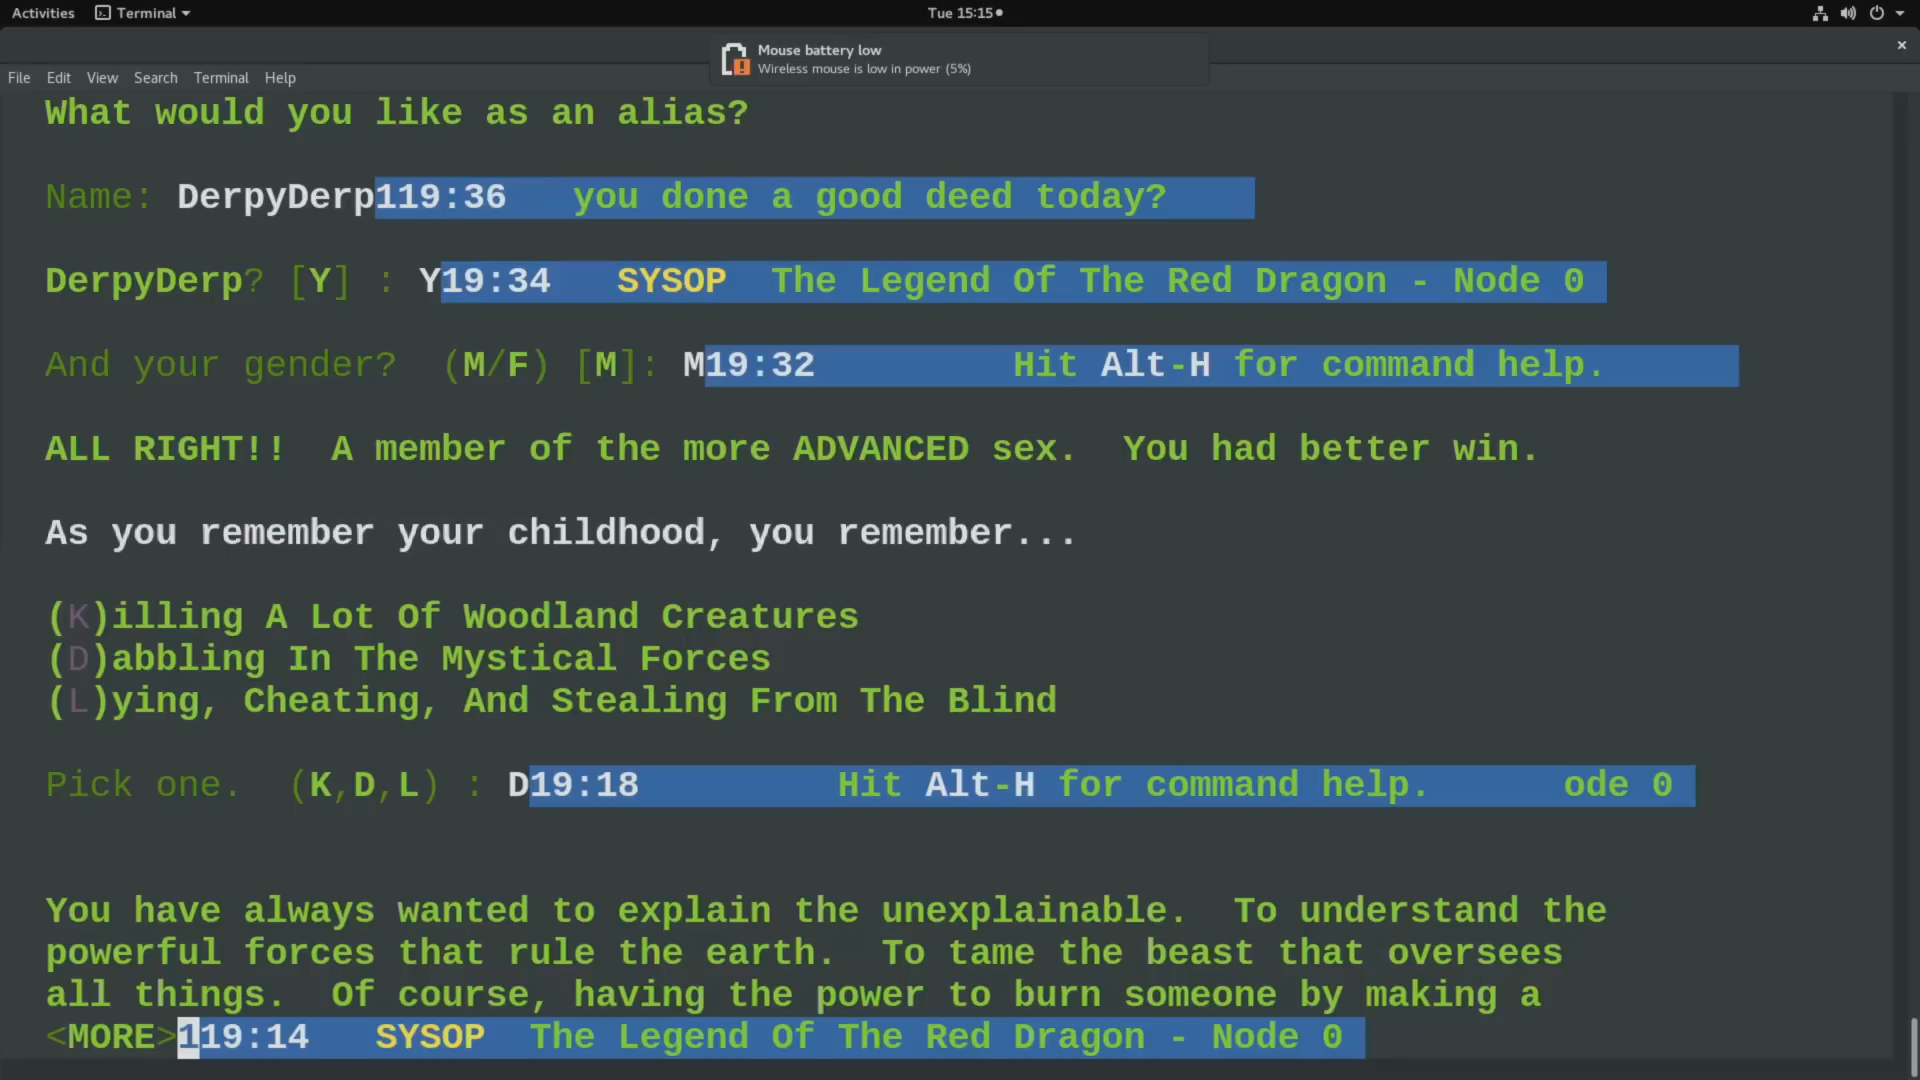 Activities Terminal Tue 15:15
Mouse battery low
Wireless mouse is low in power (5%)
File Edit View Search Terminal Help
What would you like as an alias?
Name: DerpyDerp119:36 you done a good deed today?
DerpyDerp? [Y] : Y19:34 SYSOP The Legend Of The Red Dragon - Node 0
And your gender? (M/F) [M]: M19:32 Hit Alt-H for command help.
ALL RIGHT!! A member of the more ADVANCED sex. You had better win.
As you remember your childhood, you remember...
(K)illing A Lot Of Woodland Creatures
(D)abbling In The Mystical Forces
(L)ying, Cheating, And Stealing From The Blind
Pick one. (K,D,L) : D19:18 Hit Alt-H for command help. ode 0
You have always wanted to explain the unexplainable. To understand the
powerful forces that rule the earth. To tame the beast that oversees
all things. Of course, having the power to burn someone by making a
<MORE>119:14 SYSOP The Legend Of The Red Dragon - Node 0